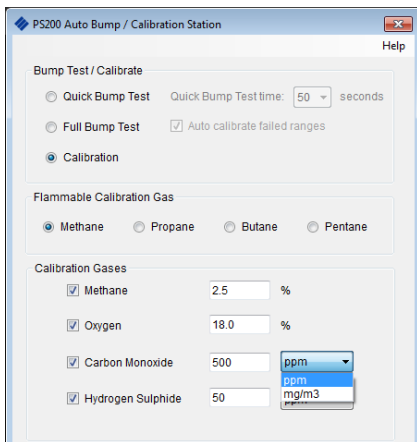 PS200 Auto Bump / Calibration Station
Help
Bump Test / Calibrate
Quick Bump Test Quick Bump Test time: 50 seconds
Full Bump Test Auto calibrate failed ranges
Calibration
Flammable Calibration Gas
Methane Propane Butane Pentane
Calibration Gases
Methane 2.5 %
Oxygen 18.0 %
Carbon Monoxide 500 ppm
ppm
mg/m3
Hydrogen Sulphide 50 ppm